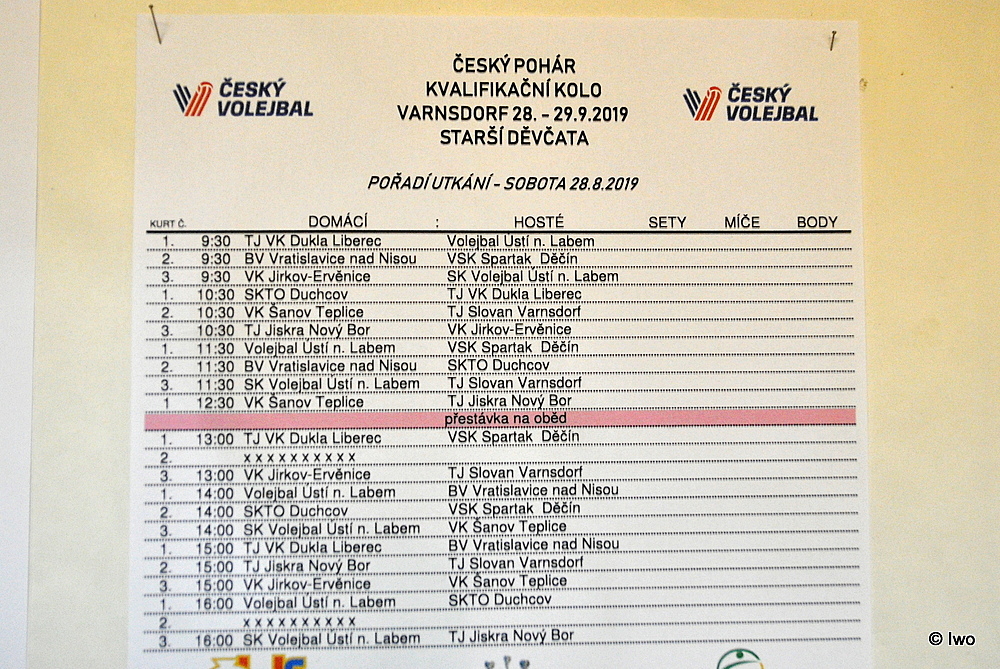 ČESKÝ POHÁR
KVALIFIKAČNÍ KOLO
VARNSDORF 28. - 29.9.2019
STARŠÍ DĚVČATA
ČESKÝ VOLEJBAL
ČESKÝ VOLEJBAL
POŘADÍ UTKÁNÍ - SOBOTA 28.8.2019
KURT Č. DOMÁCÍ : HOSTÉ SETY MÍČE BODY
1. 9:30 TJ VK Dukla Liberec Volejbal Ústí n. Labem
2. 9:30 BV Vratislavice nad Nisou VSK Spartak Děčín
3. 9:30 VK Jirkov-Ervěnice SK Volejbal Ústí n. Labem
1. 10:30 SKTO Duchcov TJ VK Dukla Liberec
2. 10:30 VK Šanov Teplice TJ Slovan Varnsdorf
3. 10:30 TJ Jiskra Nový Bor VK Jirkov-Ervěnice
1. 11:30 Volejbal Ústí n. Labem VSK Spartak Děčín
2. 11:30 BV Vratislavice nad Nisou SKTO Duchcov
3. 11:30 SK Volejbal Ústí n. Labem TJ Slovan Varnsdorf
1 12:30 VK Šanov Teplice TJ Jiskra Nový Bor
přestávka na oběd
1. 13:00 TJ VK Dukla Liberec VSK Spartak Děčín
2. x x x x x x x x x x
3. 13:00 VK Jirkov-Ervěnice TJ Slovan Varnsdorf
1. 14:00 Volejbal Ústí n. Labem BV Vratislavice nad Nisou
2. 14:00 SKTO Duchcov VSK Spartak Děčín
3. 14:00 SK Volejbal Ústí n. Labem VK Šanov Teplice
1. 15:00 TJ VK Dukla Liberec BV Vratislavice nad Nisou
2. 15:00 TJ Jiskra Nový Bor TJ Slovan Varnsdorf
3. 15:00 VK Jirkov-Ervěnice VK Šanov Teplice
1. 16:00 Volejbal Ústí n. Labem SKTO Duchcov
2. x x x x x x x x x x
3. 16:00 SK Volejbal Ústí n. Labem TJ Jiskra Nový Bor
© Iwo